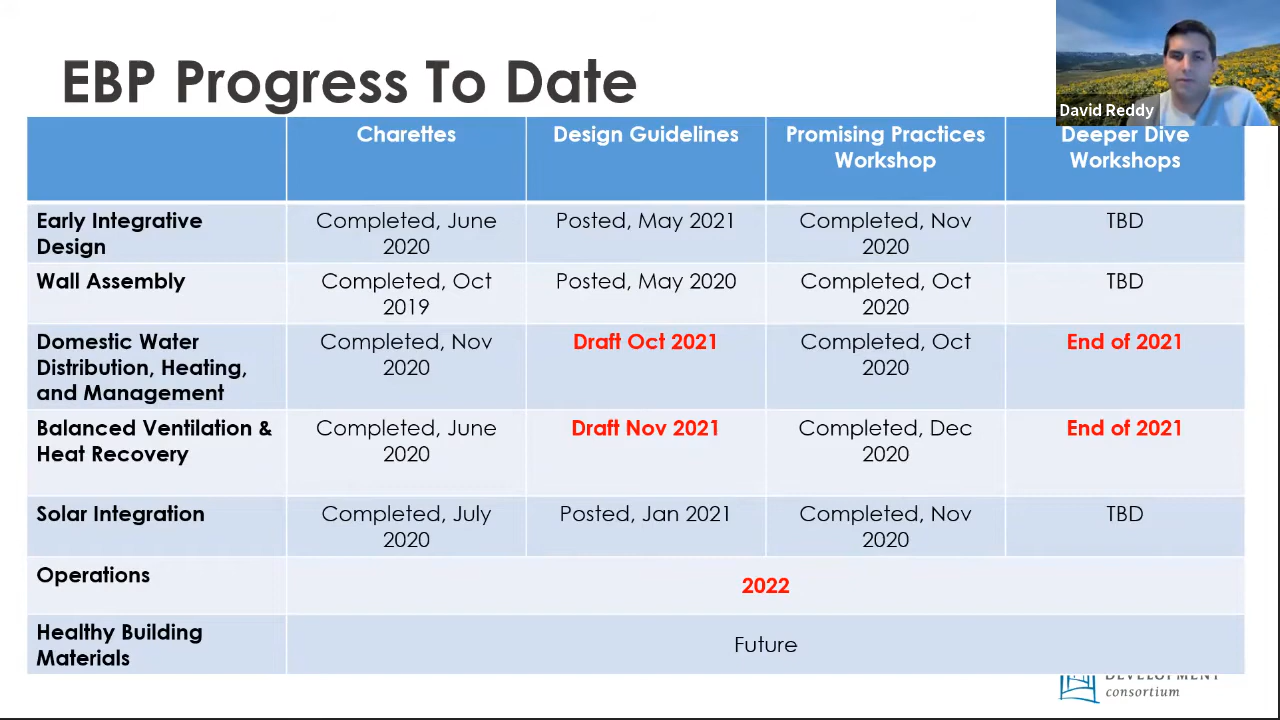 EBP Progress To Date
David Reddy
Charettes
Design Guidelines
Promising Practices
Workshop
Deeper Dive
Workshops
Early Integrative
Design
Completed, June
2020
Posted, May 2021
Completed, Nov
2020
TBD
Wall Assembly
Completed, Oct
2019
Posted, May 2020
Completed, Oct
2020
TBD
Domestic Water
Distribution, Heating,
and Management
Completed, Nov
2020
Draft Oct 2021
Completed, Oct
2020
End of 2021
Balanced Ventilation &
Heat Recovery
Completed, June
2020
Draft Nov 2021
Completed, Dec
2020
End of 2021
Solar Integration
Completed, July
2020
Posted, Jan 2021
Completed, Nov
2020
TBD
Operations
2022
Healthy Building
Materials
Future
DEVELOPMENT
consortium